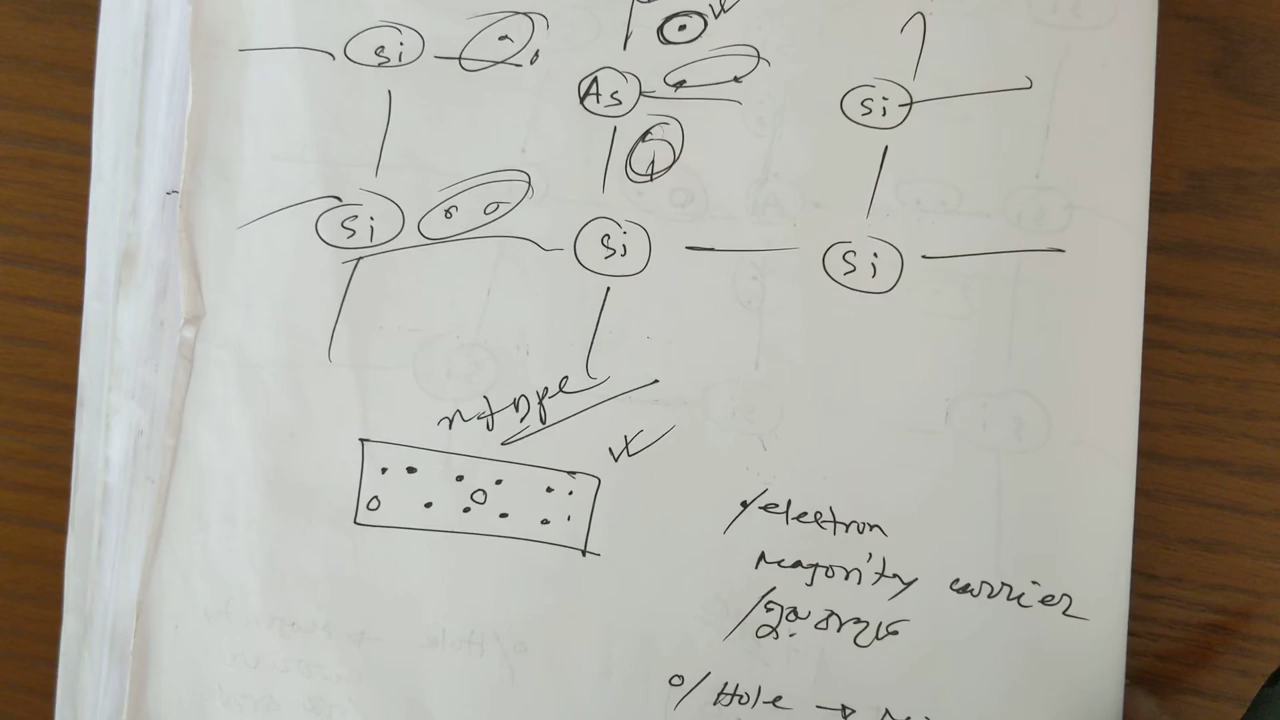 Si As Si
Si Si Si
n-type
electron
majority carrier
o/ Hole →